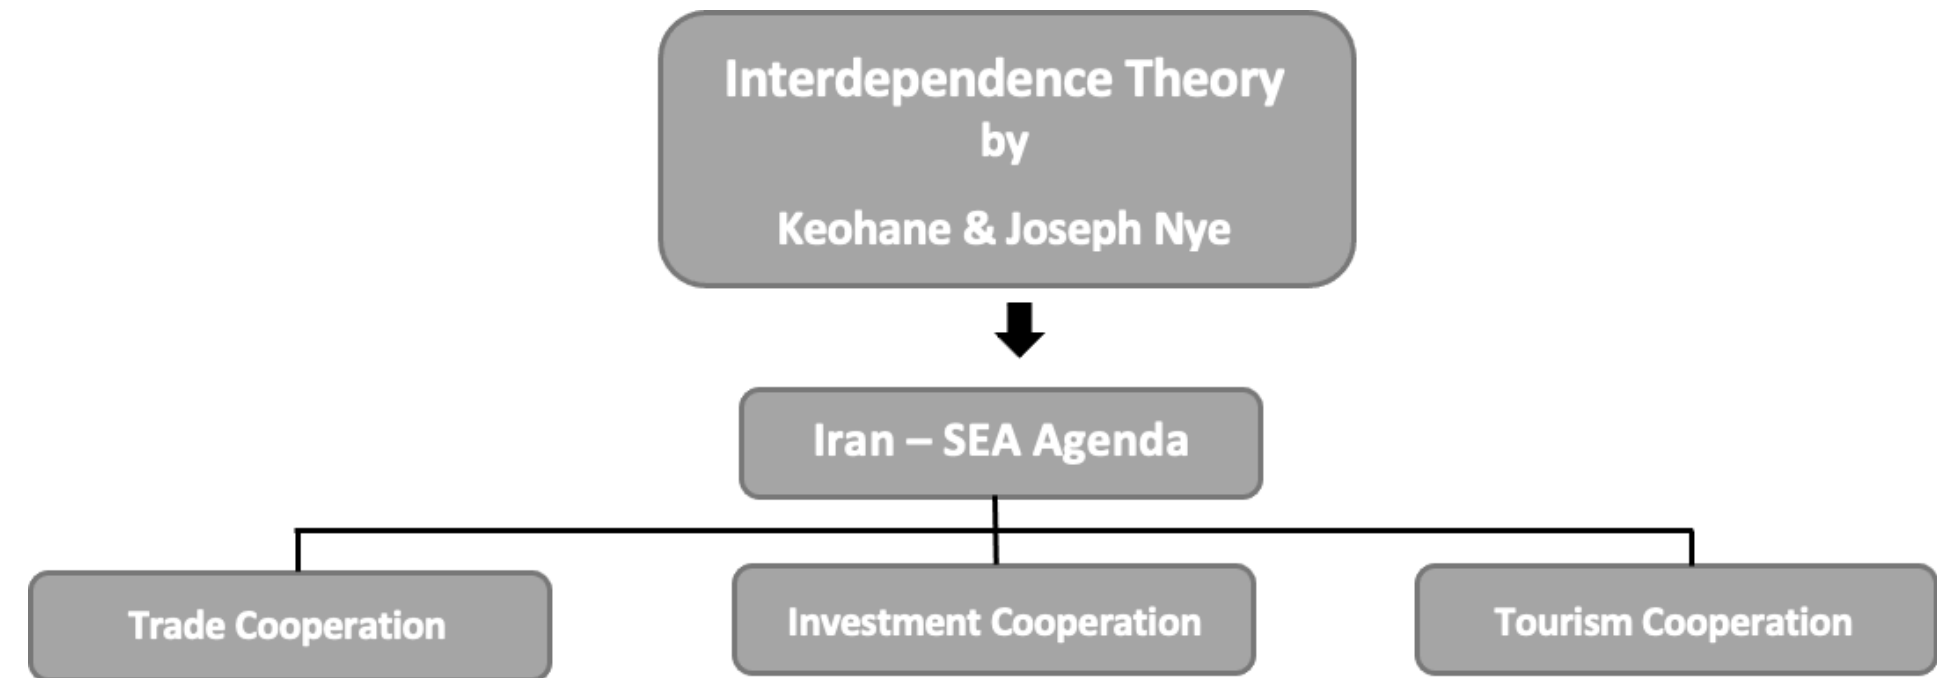 Interdependence Theory
by
Keohane & Joseph Nye
Iran – SEA Agenda
Trade Cooperation
Investment Cooperation
Tourism Cooperation